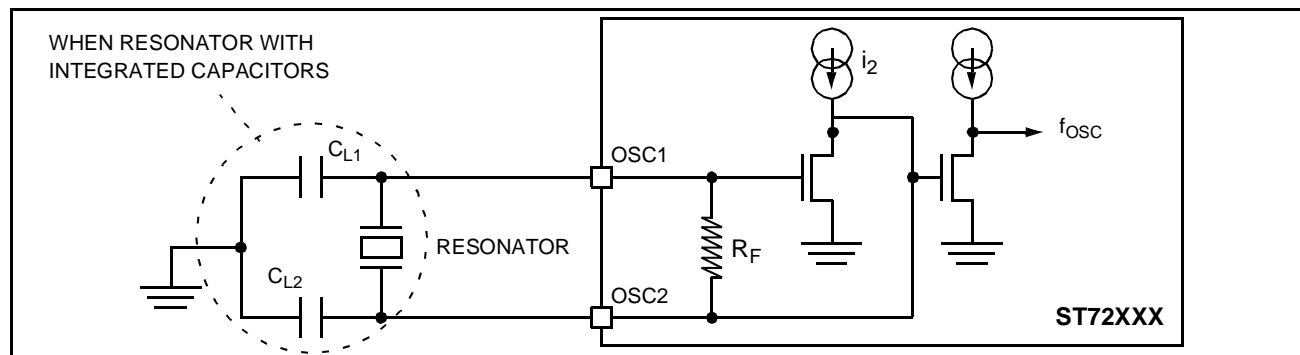 WHEN RESONATOR WITH
INTEGRATED CAPACITORS
i2
fOSC
CL1
OSC1
RESONATOR
RF
CL2
OSC2
ST72XXX